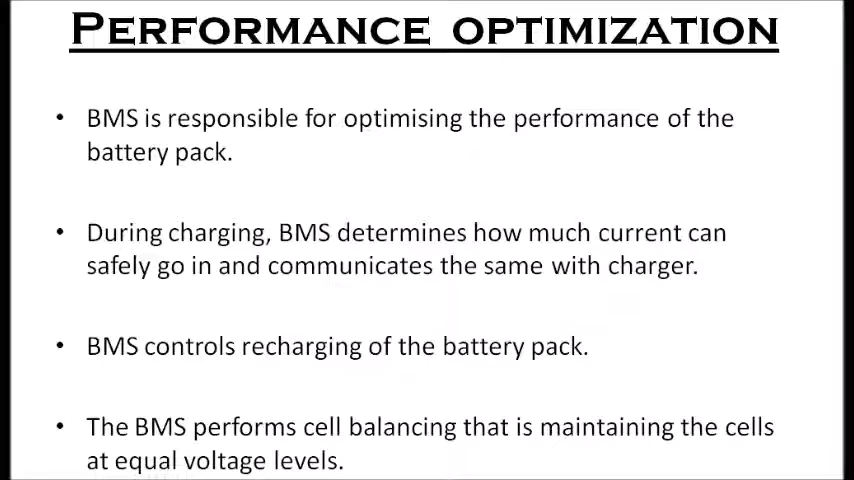 PERFORMANCE OPTIMIZATION
• BMS is responsible for optimising the performance of the
battery pack.
• During charging, BMS determines how much current can
safely go in and communicates the same with charger.
• BMS controls recharging of the battery pack.
• The BMS performs cell balancing that is maintaining the cells
at equal voltage levels.